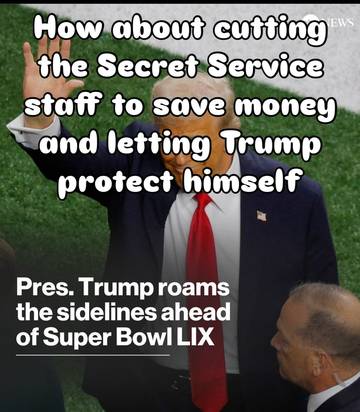 How about cutting
NEWS
the Secret Service
staff to save money
and letting Trump
protect himself
Pres. Trump roams
the sidelines ahead
of Super Bowl LIX